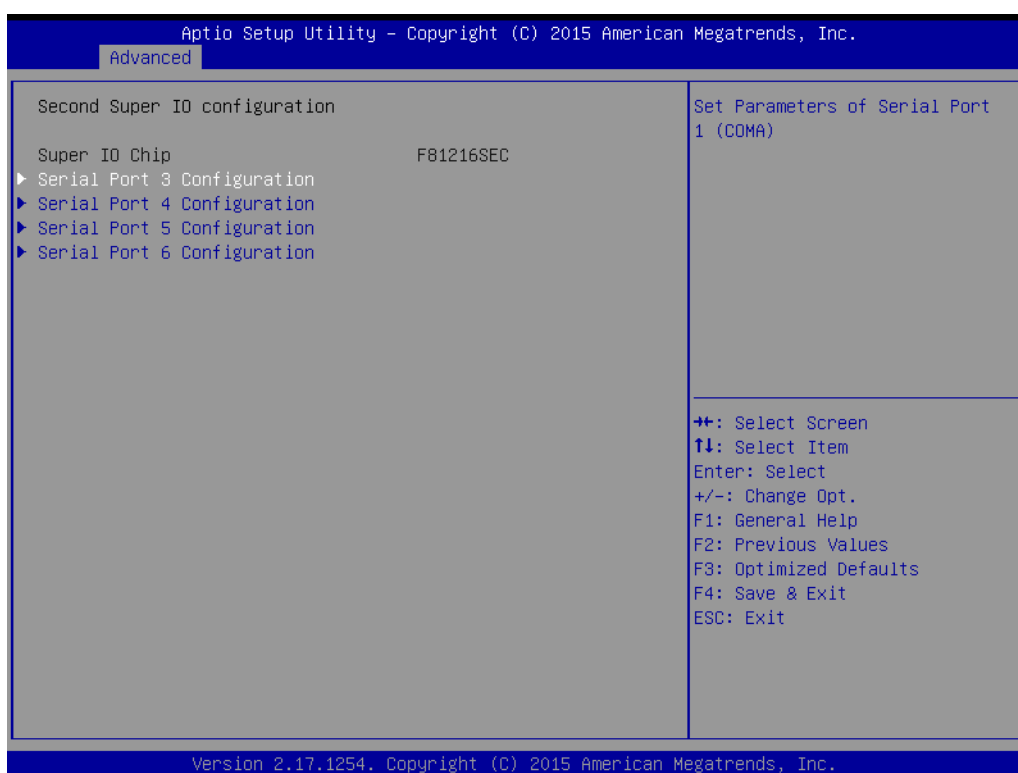 Aptio Setup Utility – Copyright (C) 2015 American Megatrends, Inc.
Advanced
Second Super IO configuration
Super IO Chip F81216SEC
Serial Port 3 Configuration
Serial Port 4 Configuration
Serial Port 5 Configuration
Serial Port 6 Configuration
Set Parameters of Serial Port
1 (COMA)
→←: Select Screen
↑↓: Select Item
Enter: Select
+/-: Change Opt.
F1: General Help
F2: Previous Values
F3: Optimized Defaults
F4: Save & Exit
ESC: Exit
Version 2.17.1254. Copyright (C) 2015 American Megatrends, Inc.